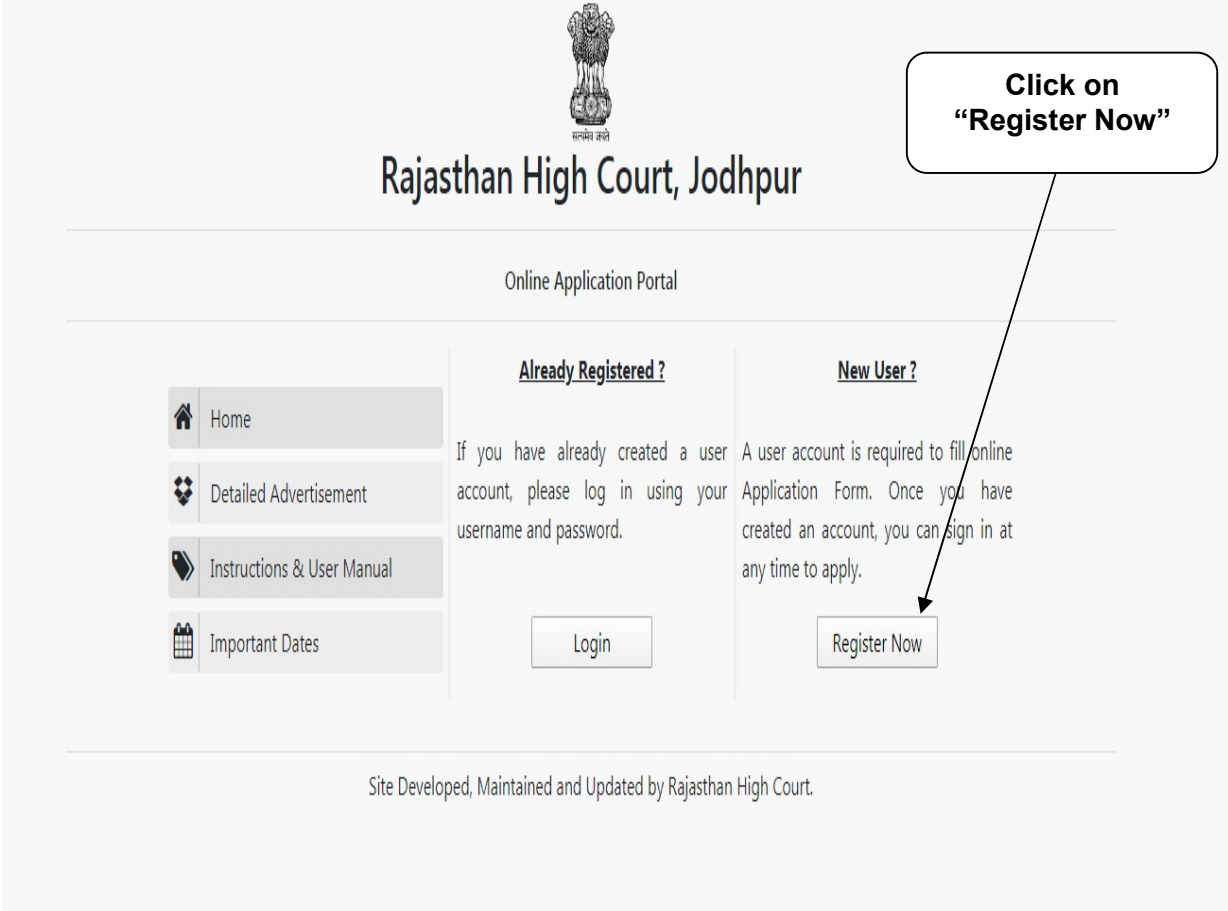 सत्यमेव जयते
Rajasthan High Court, Jodhpur
Click on
“Register Now”
Online Application Portal
Home
Detailed Advertisement
Instructions & User Manual
Important Dates
Already Registered ?
If you have already created a user
account, please log in using your
username and password.
Login
New User ?
A user account is required to fill online
Application Form. Once you have
created an account, you can sign in at
any time to apply.
Register Now
Site Developed, Maintained and Updated by Rajasthan High Court.